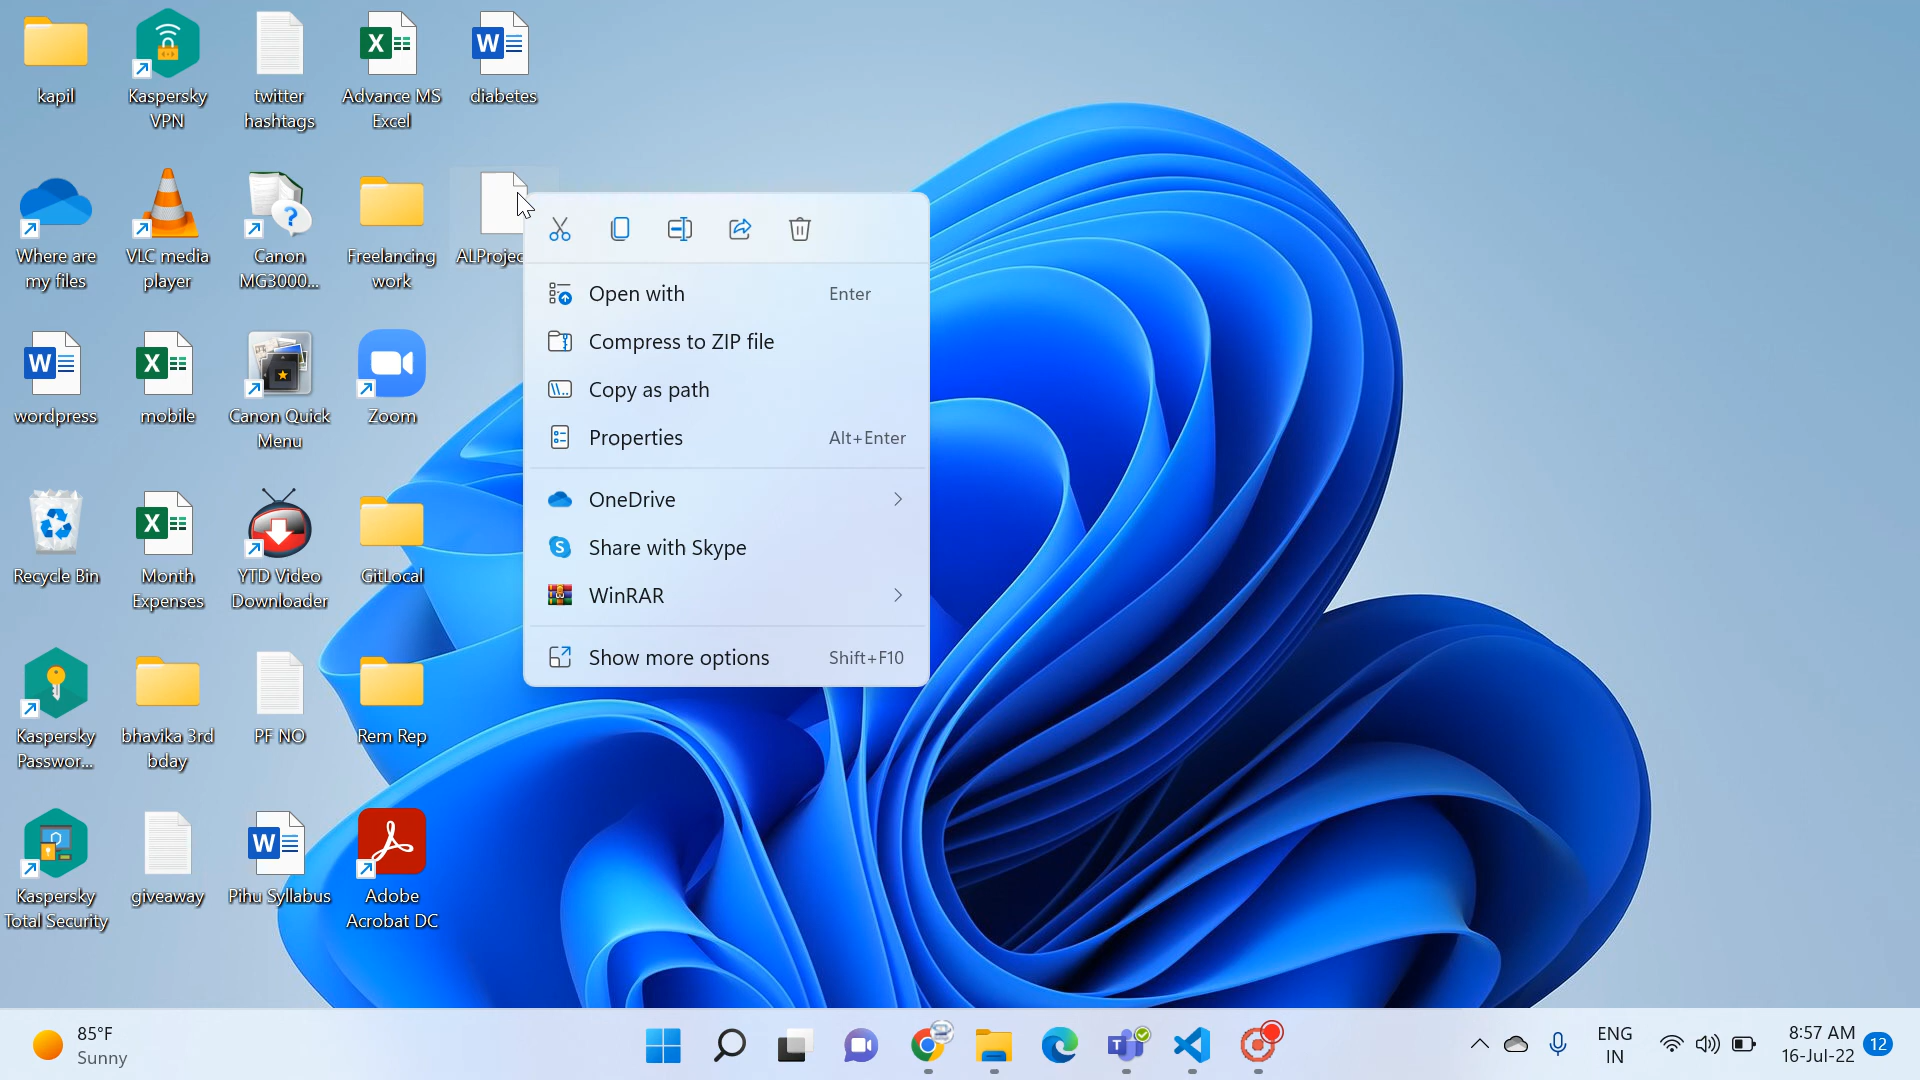 kapil
Kaspersky
VPN
twitter
hashtags
Advance MS
Excel
diabetes
Where are
my files
VLC media
player
Canon
MG3000...
Freelancing
work
ALProjec
wordpress
mobile
Canon Quick
Menu
Zoom
Recycle Bin
Month
Expenses
YTD Video
Downloader
GitLocal
Kaspersky
Passwor...
bhavika 3rd
bday
PF NO
Rem Rep
Kaspersky
Total Security
giveaway
Pihu Syllabus
Adobe
Acrobat DC
Open with Enter
Compress to ZIP file
Copy as path
Properties Alt+Enter
OneDrive
Share with Skype
WinRAR
Show more options Shift+F10
85°F
Sunny
ENG
IN
8:57 AM
16-Jul-22
12